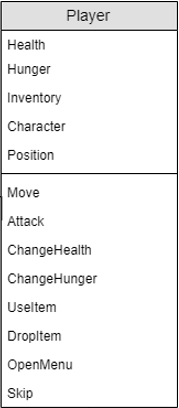 Player
Health
Hunger
Inventory
Character
Position
Move
Attack
ChangeHealth
ChangeHunger
UseItem
DropItem
OpenMenu
Skip